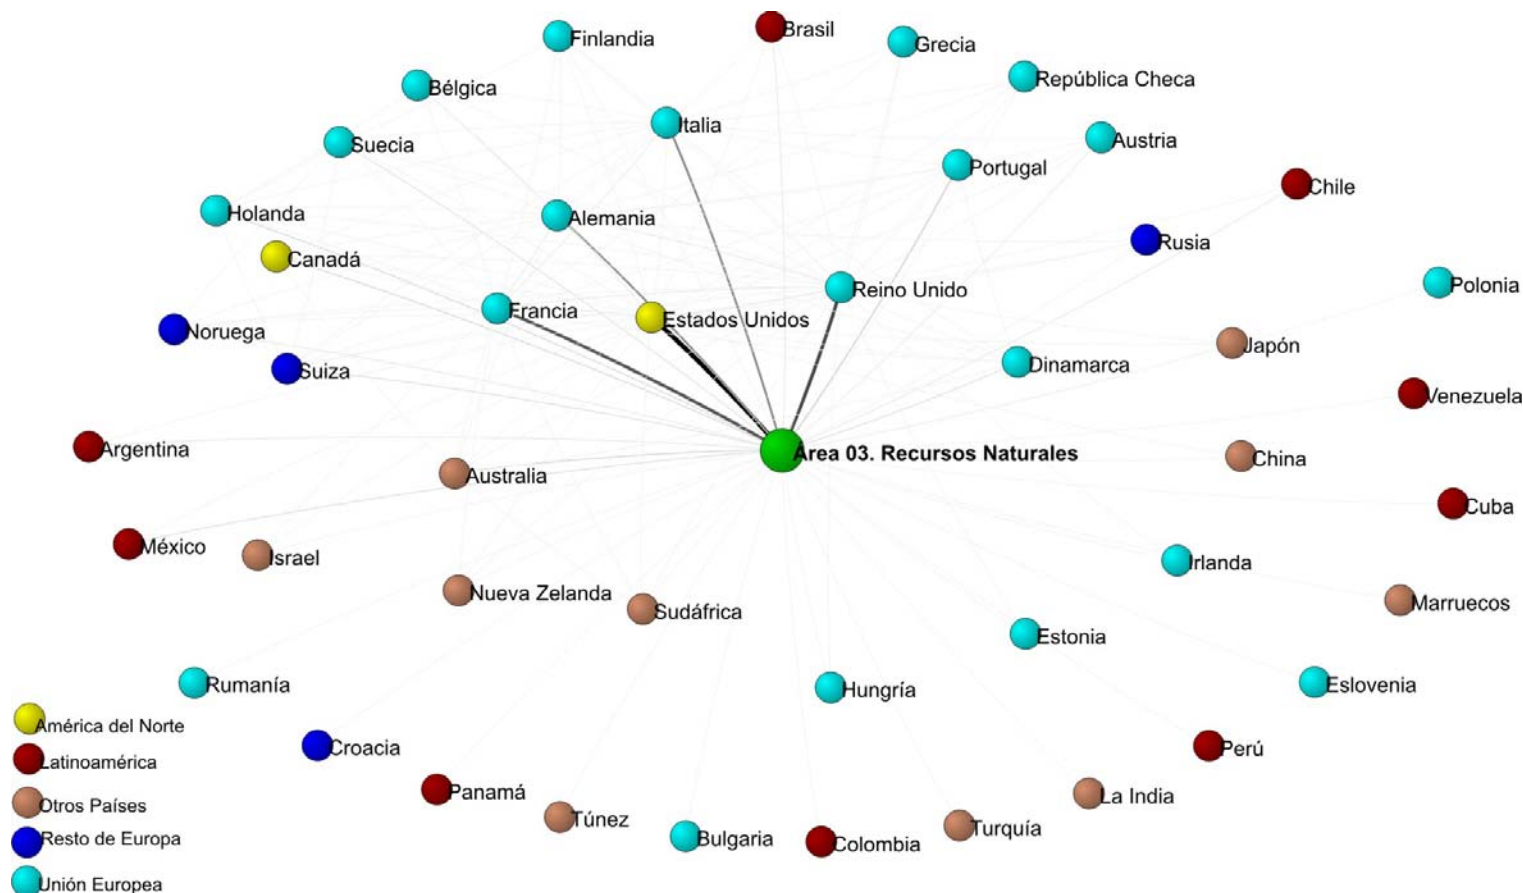 Brasil
Finlandia
Grecia
República Checa
Bélgica
Italia
Austria
Suecia
Portugal
Chile
Holanda
Alemania
Rusia
Canadá
Polonia
Reino Unido
Francia
Estados Unidos
Noruega
Japón
Dinamarca
Suiza
Venezuela
Argentina
Área 03. Recursos Naturales
China
Australia
Cuba
México
Israel
Irlanda
Nueva Zelanda
Marruecos
Sudáfrica
Estonia
Rumanía
Hungría
Eslovenia
América del Norte
Croacia
Perú
Latinoamérica
Panamá
La India
Otros Países
Túnez
Turquía
Bulgaria
Resto de Europa
Colombia
Unión Europea